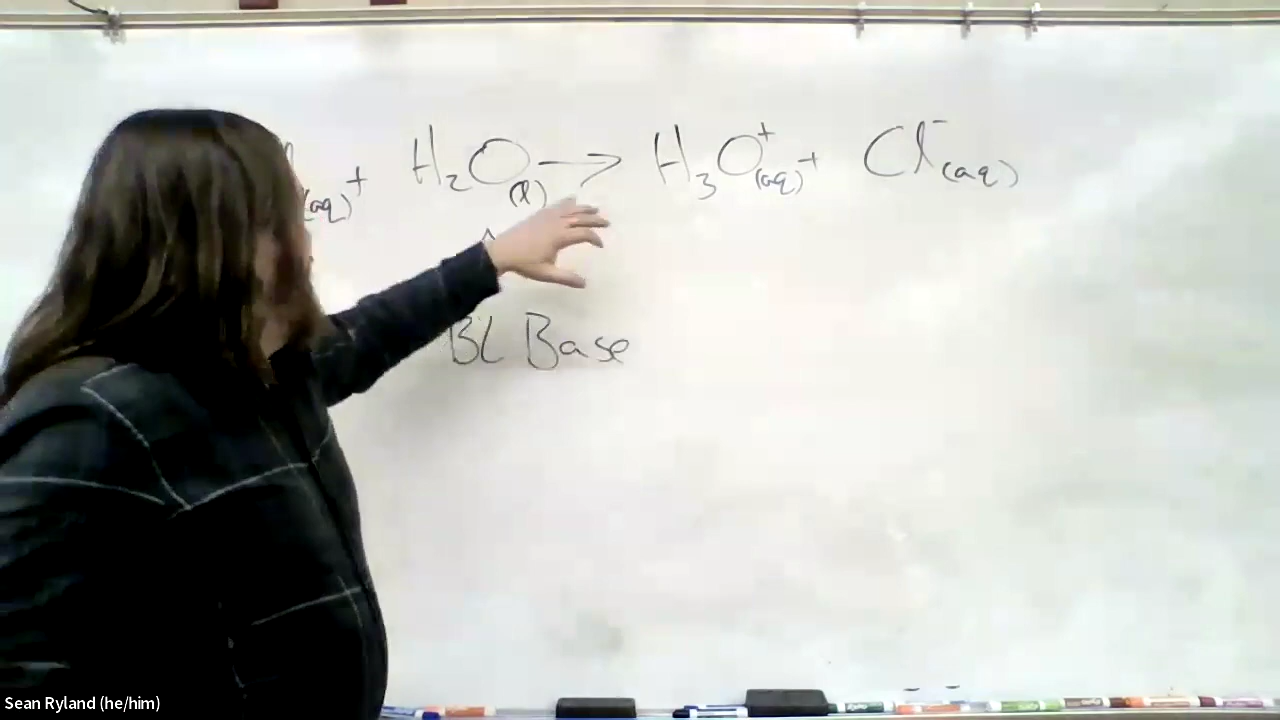 (aq) + H₂O(l) → H₃O⁺(aq) + Cl⁻(aq)
BL Base
Sean Ryland (he/him)